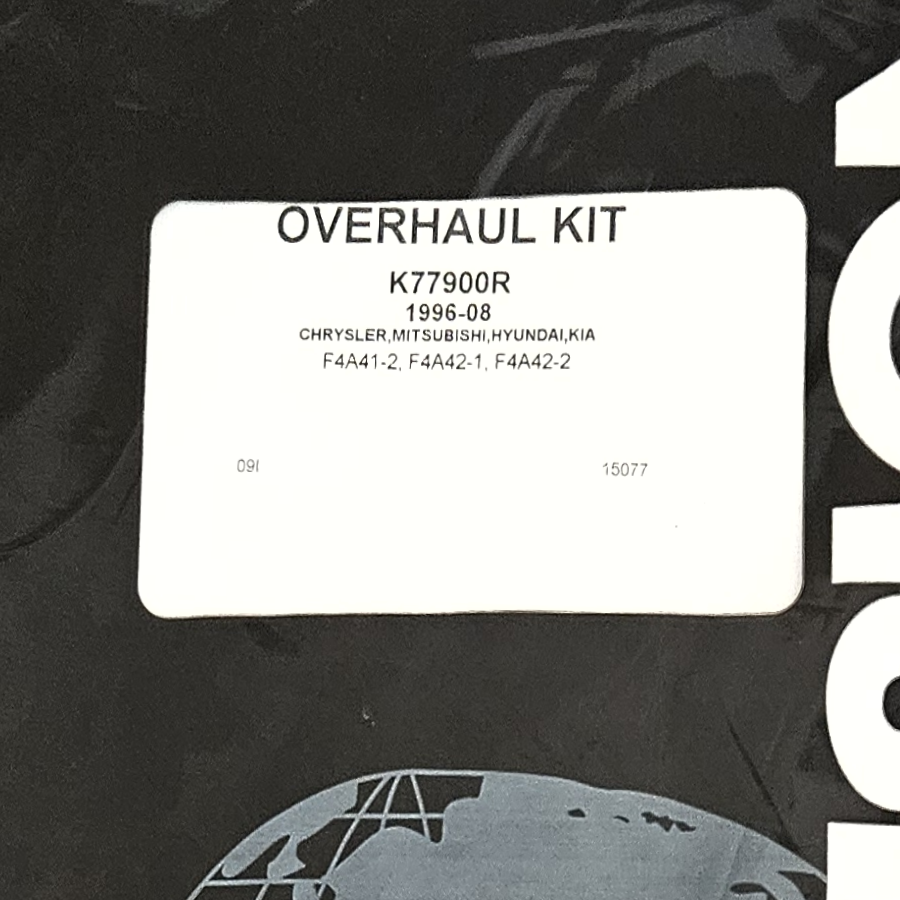 OVERHAUL KIT
K77900R
1996-08
CHRYSLER,MITSUBISHI,HYUNDAI,KIA
F4A41-2, F4A42-1, F4A42-2
09I 15077